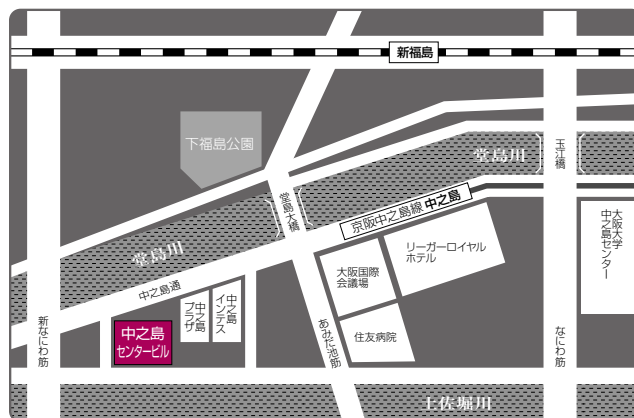 新福島
下福島公園
堂島川
玉江橋
堂島大橋
京阪中之島線 中之島
大阪大学
中之島センター
リーガーロイヤル
ホテル
堂島川
大阪国際
会議場
中之島通
中之島
プラザ
中之島
インテス
新なにわ筋
中之島
センタービル
あみだ池筋
住友病院
なにわ筋
土佐堀川